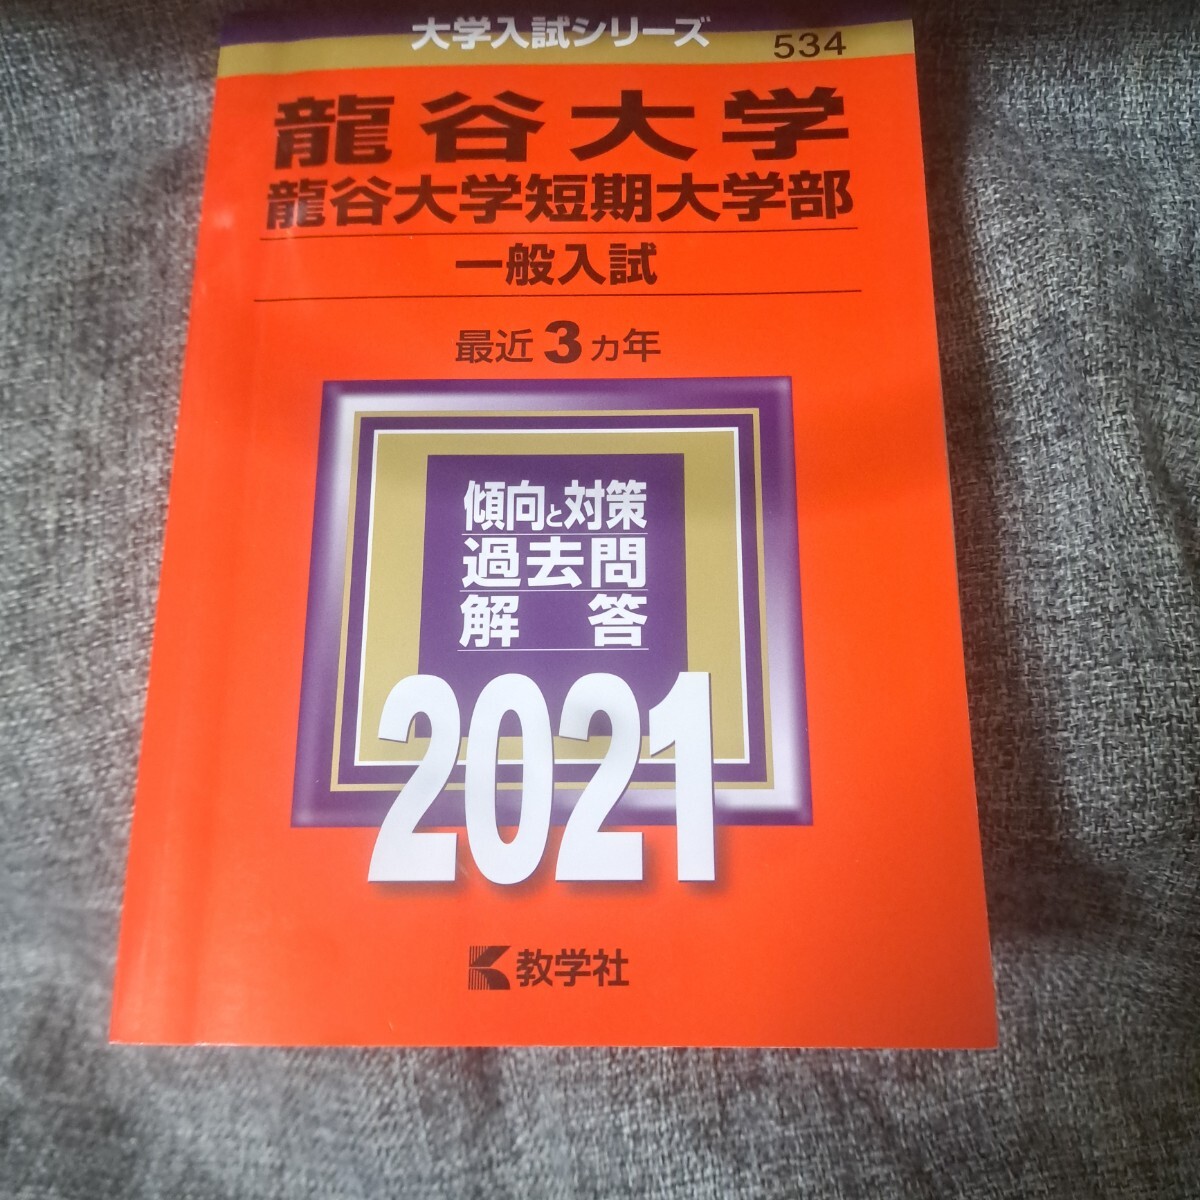 大学入試シリーズ
534
龍谷大学
龍谷大学短期大学部
一般入試
最近3ヵ年
傾向と対策
過去問
解答
2021
教学社